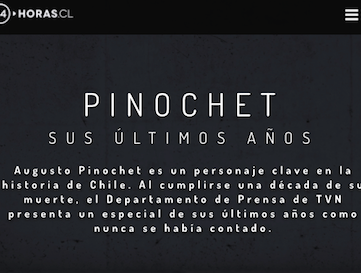 4 HORAS.CL
PINOCHET
SUS ÚLTIMOS AÑOS
Augusto Pinochet es un personaje clave en la
historia de Chile. Al cumplirse una década de su
muerte, el Departamento de Prensa de TVN
presenta un especial de sus últimos años como
nunca se había contado.